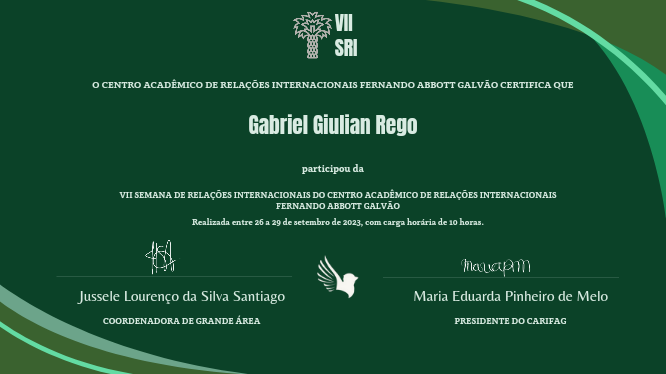 VII
SRI
O CENTRO ACADÊMICO DE RELAÇÕES INTERNACIONAIS FERNANDO ABBOTT GALVÃO CERTIFICA QUE
Gabriel Giulian Rego
participou da
VII SEMANA DE RELAÇÕES INTERNACIONAIS DO CENTRO ACADÊMICO DE RELAÇÕES INTERNACIONAIS
FERNANDO ABBOTT GALVÃO
Realizada entre 26 a 29 de setembro de 2023, com carga horária de 10 horas.
Jussele Lourenço da Silva Santiago
Maria Eduarda Pinheiro de Melo
COORDENADORA DE GRANDE ÁREA
PRESIDENTE DO CARIFAG